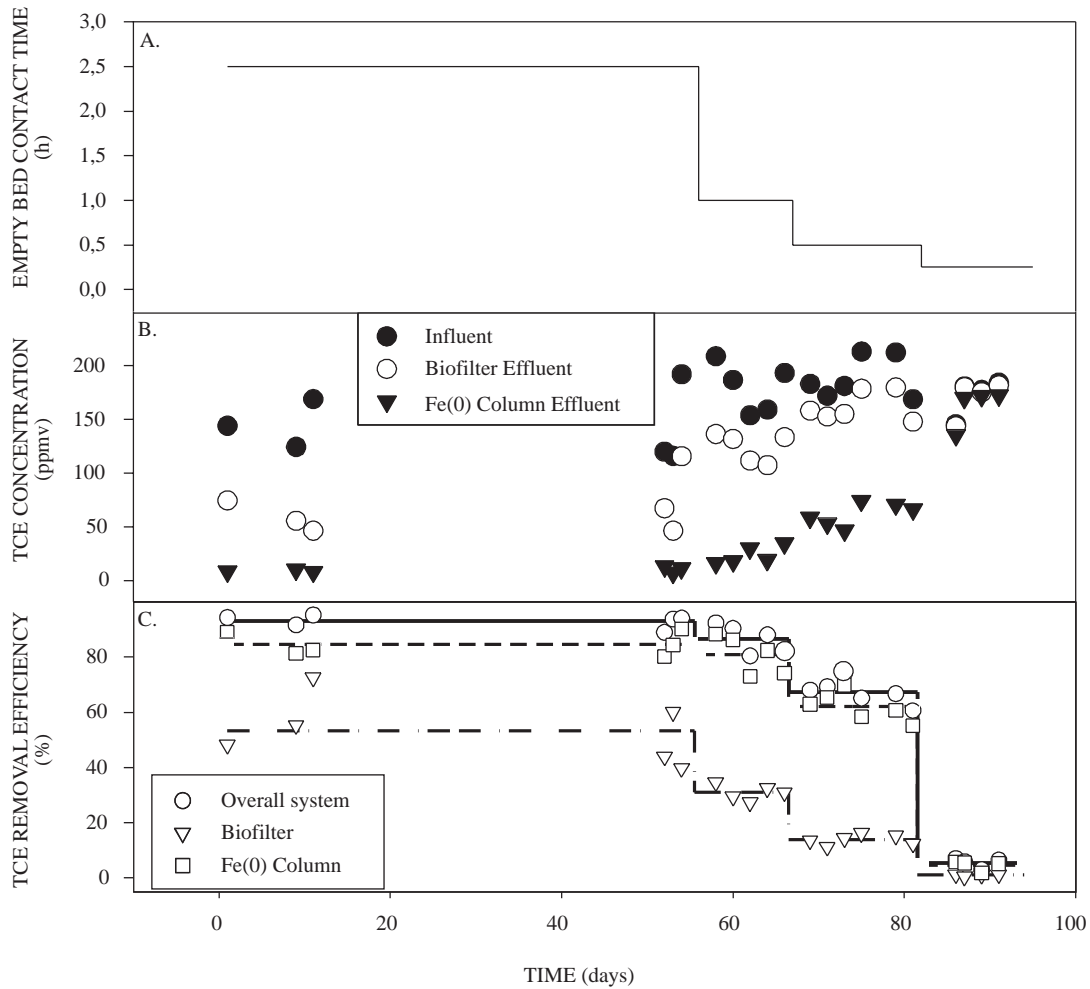 A.
EMPTY BED CONTACT TIME
(h)
3,0
2,5
2,0
1,5
1,0
0,5
0,0
B.
TCE CONCENTRATION
(ppmv)
200
150
100
50
0
Influent
Biofilter Effluent
Fe(0) Column Effluent
C.
TCE REMOVAL EFFICIENCY
(%)
80
60
40
20
0
Overall system
Biofilter
Fe(0) Column
0 20 40 60 80 100
TIME (days)